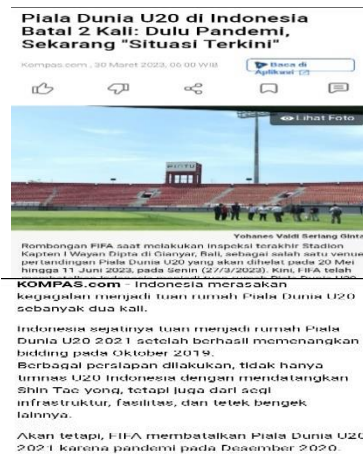 Piala Dunia U20 di Indonesia
Batal 2 Kali: Dulu Pandemi,
Sekarang "Situasi Terkini"
Kompas.com , 30 Maret 2023, 06:00 WIB
Baca di
Aplikasi
Lihat Foto
Yohanes Valdi Seriang Ginta
Rombongan FIFA saat melakukan inspeksi terakhir Stadion
Kapten I Wayan Dipta di Gianyar, Bali, sebagai salah satu venue
pertandingan Piala Dunia U20 yang akan dihelat pada 20 Mei
hingga 11 Juni 2023, pada Senin (27/3/2023). Kini, FIFA telah
KOMPAS.com - Indonesia merasakan
kegagalan menjadi tuan rumah Piala Dunia U20
sebanyak dua kali.
Indonesia sejatinya tuan menjadi rumah Piala
Dunia U20 2021 setelah berhasil memenangkan
bidding pada Oktober 2019.
Berbagai persiapan dilakukan, tidak hanya
timnas U20 Indonesia dengan mendatangkan
Shin Tae-yong, tetapi juga dari segi
infrastruktur, fasilitas, dan tetek bengek
lainnya.
Akan tetapi, FIFA membatalkan Piala Dunia U20
2021 karena pandemi pada Desember 2020.